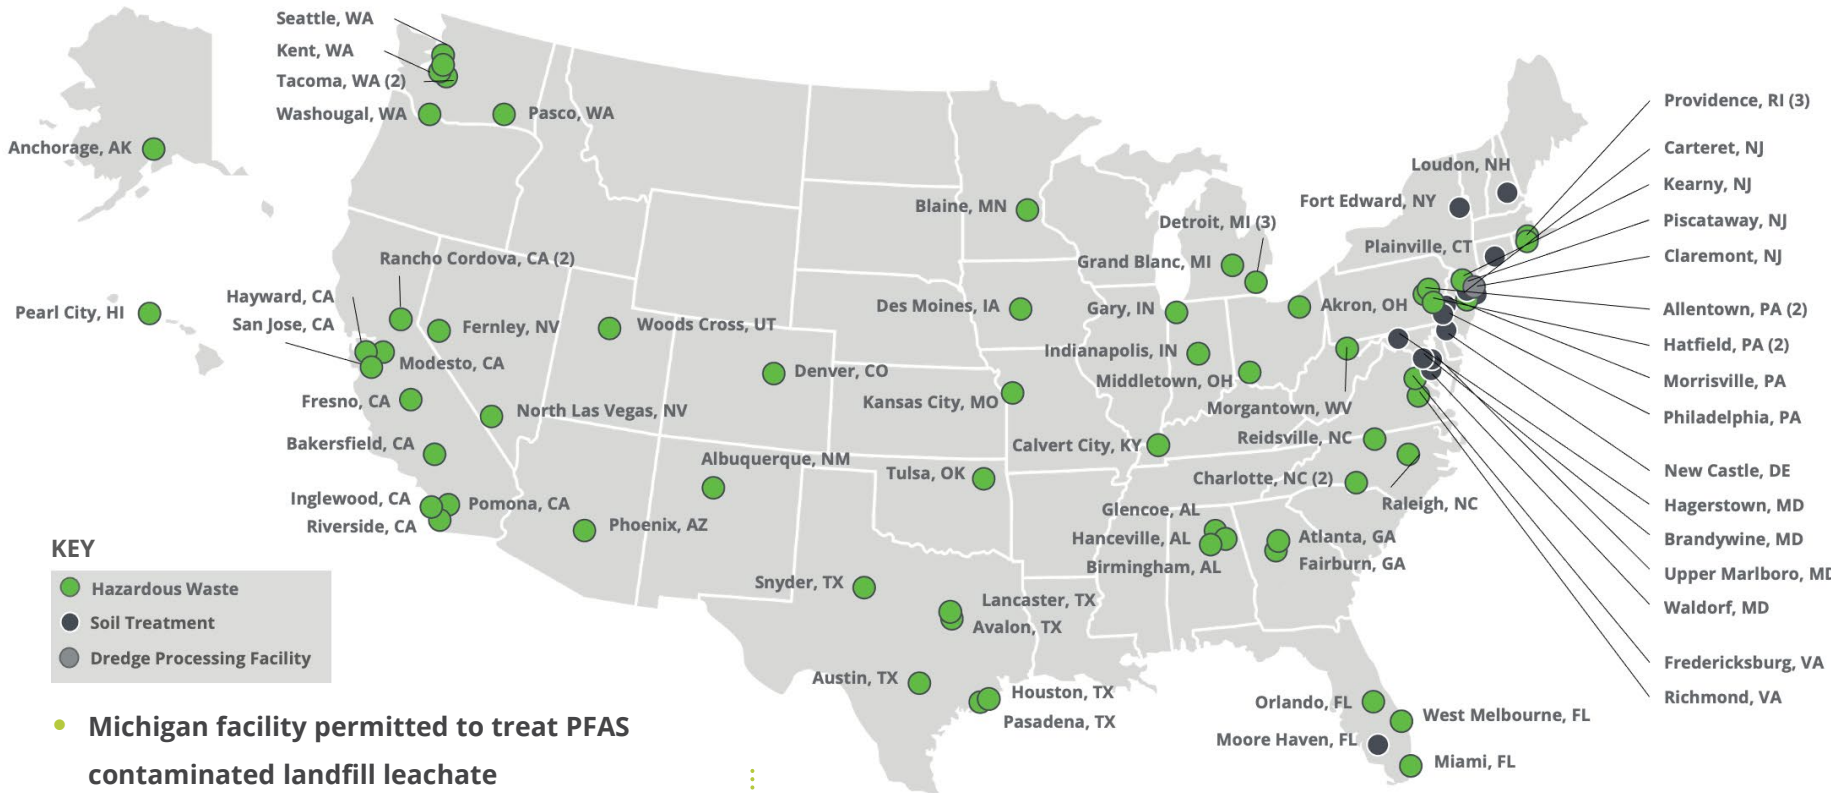 Seattle, WA
Kent, WA
Tacoma, WA (2)
Washougal, WA
Pasco, WA
Anchorage, AK
Pearl City, HI
Rancho Cordova, CA (2)
Hayward, CA
San Jose, CA
Fernley, NV
Modesto, CA
Fresno, CA
North Las Vegas, NV
Bakersfield, CA
Inglewood, CA
Pomona, CA
Riverside, CA
Woods Cross, UT
Denver, CO
Albuquerque, NM
Phoenix, AZ
Blaine, MN
Des Moines, IA
Kansas City, MO
Tulsa, OK
Snyder, TX
Lancaster, TX
Avalon, TX
Austin, TX
Houston, TX
Pasadena, TX
Detroit, MI (3)
Grand Blanc, MI
Gary, IN
Akron, OH
Indianapolis, IN
Middletown, OH
Morgantown, WV
Calvert City, KY
Reidsville, NC
Charlotte, NC (2)
Raleigh, NC
Glencoe, AL
Hanceville, AL
Birmingham, AL
Atlanta, GA
Fairburn, GA
Orlando, FL
West Melbourne, FL
Moore Haven, FL
Miami, FL
Loudon, NH
Fort Edward, NY
Plainville, CT
Providence, RI (3)
Carteret, NJ
Kearny, NJ
Piscataway, NJ
Claremont, NJ
Allentown, PA (2)
Hatfield, PA (2)
Morrisville, PA
Philadelphia, PA
New Castle, DE
Hagerstown, MD
Brandywine, MD
Upper Marlboro, MD
Waldorf, MD
Fredericksburg, VA
Richmond, VA
KEY
Hazardous Waste
Soil Treatment
Dredge Processing Facility
• Michigan facility permitted to treat PFAS
contaminated landfill leachate